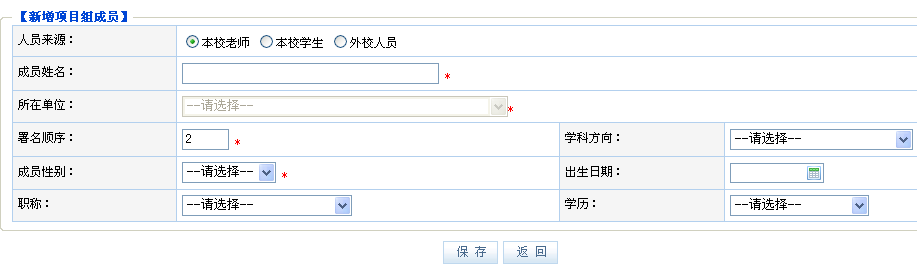 【新增项目组成员】
人员来源： 本校老师 本校学生 外校人员
成员姓名： *
所在单位： --请选择-- *
署名顺序： 2 * 学科方向： --请选择--
成员性别： --请选择-- * 出生日期：
职称： --请选择-- 学历： --请选择--
保 存 返 回